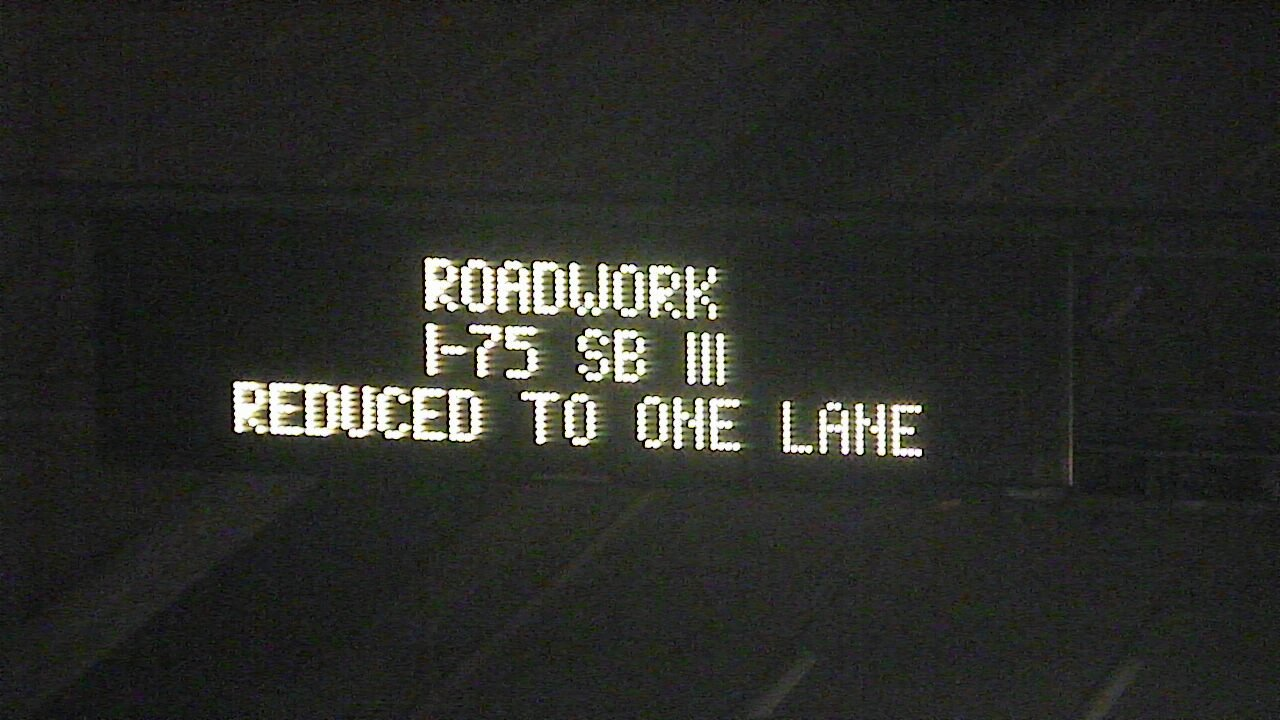 ROADWORK
I-75 SB III
REDUCED TO ONE LANE